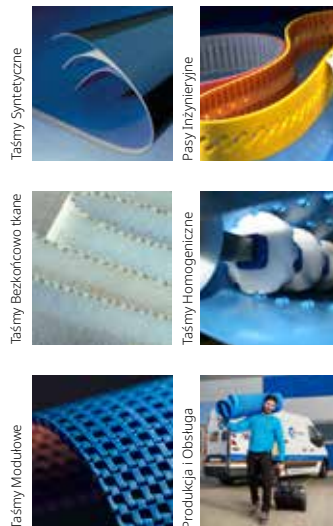 Taśmy Syntetyczne
Pasy Inżynieryjne
Taśmy Bezkońcowo tkane
Taśmy Homogeniczne
Taśmy Modułowe
Produkcja i Obsługa